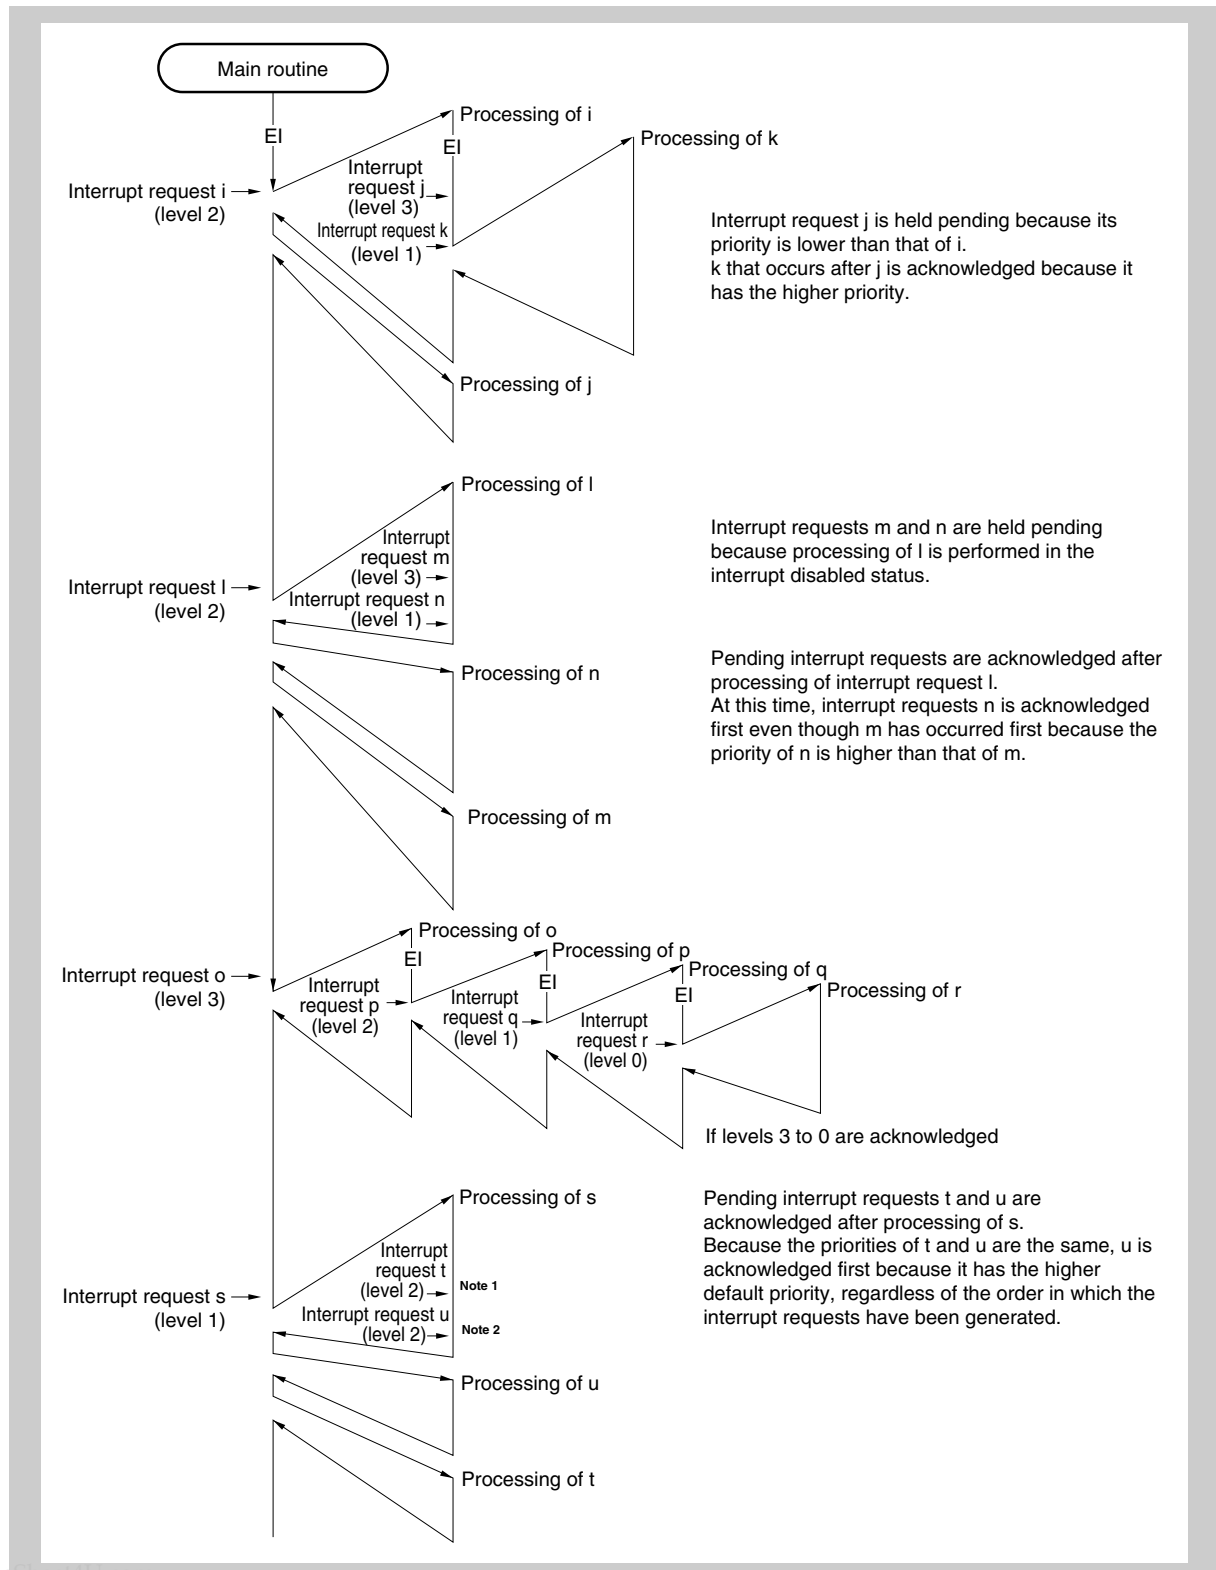 Main routine
EI
Processing of i
EI
Processing of k
Interrupt
request j
(level 3)
Interrupt request i
(level 2)
Interrupt request k
(level 1)
Interrupt request j is held pending because its
priority is lower than that of i.
k that occurs after j is acknowledged because it
has the higher priority.
Processing of j
Processing of l
Interrupt
request m
(level 3)
Interrupt request l
(level 2)
Interrupt request n
(level 1)
Interrupt requests m and n are held pending
because processing of l is performed in the
interrupt disabled status.
Processing of n
Pending interrupt requests are acknowledged after
processing of interrupt request l.
At this time, interrupt requests n is acknowledged
first even though m has occurred first because the
priority of n is higher than that of m.
Processing of m
Processing of o
EI
Processing of p
EI
Processing of q
EI
Processing of r
Interrupt request o
(level 3)
Interrupt
request p
(level 2)
Interrupt
request q
(level 1)
Interrupt
request r
(level 0)
If levels 3 to 0 are acknowledged
Processing of s
Interrupt
request t
(level 2)
Note 1
Interrupt request s
(level 1)
Interrupt request u
(level 2)
Note 2
Pending interrupt requests t and u are
acknowledged after processing of s.
Because the priorities of t and u are the same, u is
acknowledged first because it has the higher
default priority, regardless of the order in which the
interrupt requests have been generated.
Processing of u
Processing of t